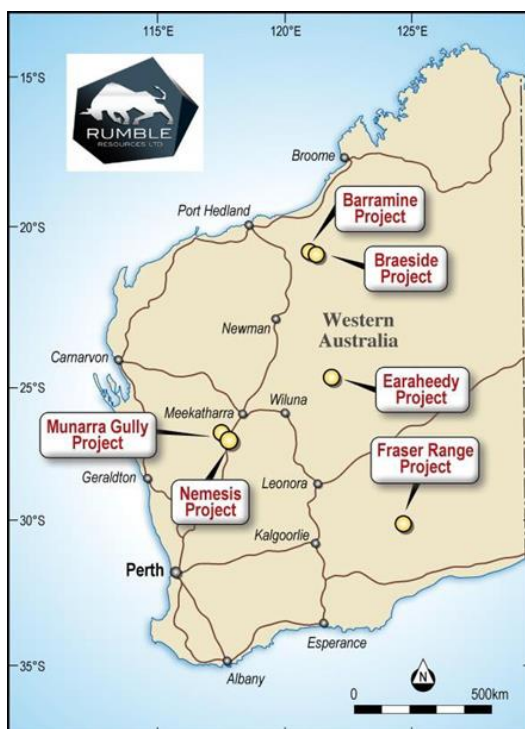 115°E
120°E
125°E
15°S
RUMBLE
RESOURCES LTD
Broome
Barramine
Project
Port Hedland
20°S
Braeside
Project
Newman
Western
Australia
Carnarvon
25°S
Earaheedy
Project
Wiluna
Meekatharra
Munarra Gully
Project
Fraser Range
Project
Geraldton
Nemesis
Project
Leonora
30°S
Kalgoorlie
Perth
Esperance
35°S
Albany
N
0
500km